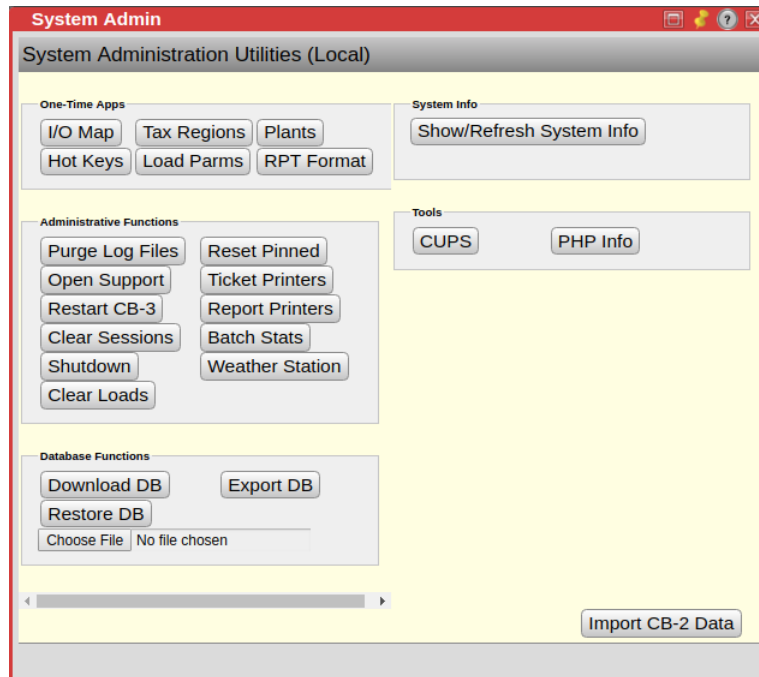 System Admin
System Administration Utilities (Local)
One-Time Apps
I/O Map Tax Regions Plants
Hot Keys Load Parms RPT Format
System Info
Show/Refresh System Info
Administrative Functions
Purge Log Files Reset Pinned
Open Support Ticket Printers
Restart CB-3 Report Printers
Clear Sessions Batch Stats
Shutdown Weather Station
Clear Loads
Tools
CUPS PHP Info
Database Functions
Download DB Export DB
Restore DB
Choose File No file chosen
Import CB-2 Data